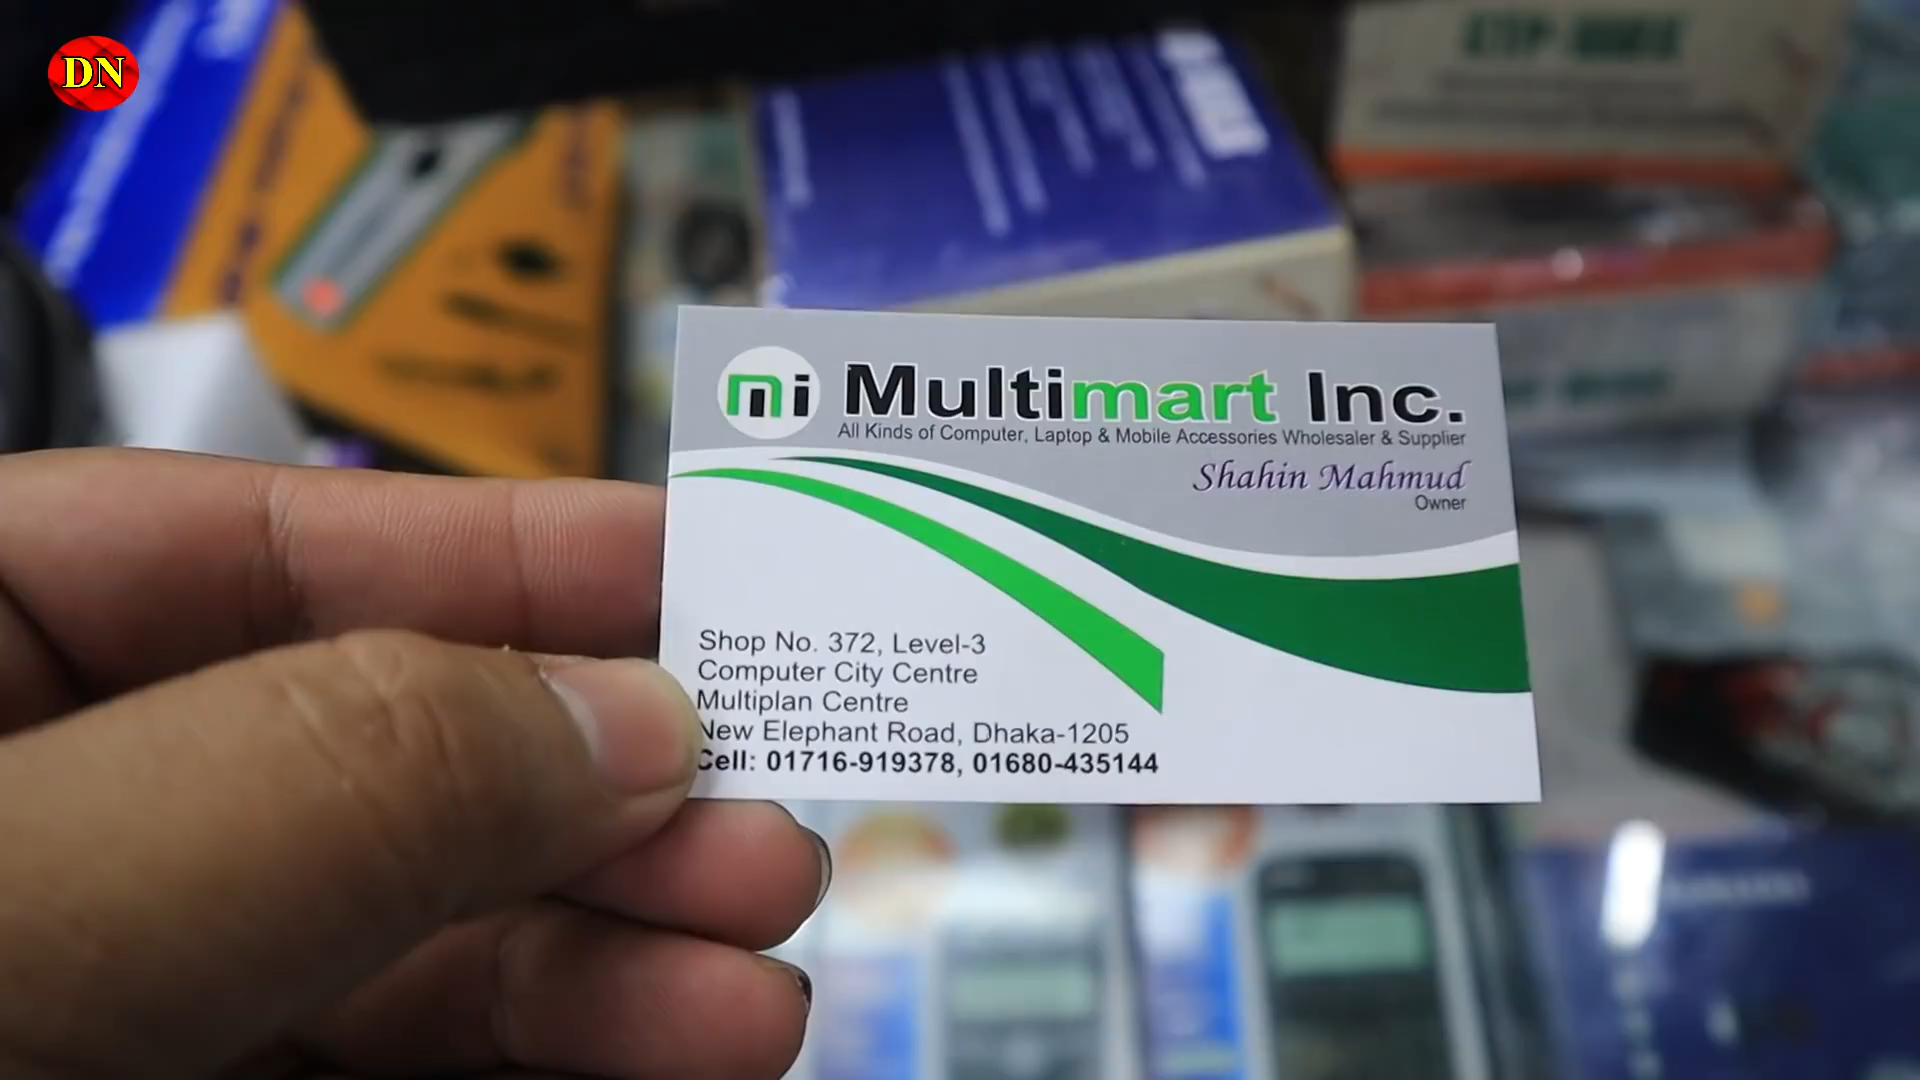 DN
mi Multimart Inc.
All Kinds of Computer, Laptop & Mobile Accessories Wholesaler & Supplier
Shahin Mahmud
Owner
Shop No. 372, Level-3
Computer City Centre
Multiplan Centre
New Elephant Road, Dhaka-1205
Cell: 01716-919378, 01680-435144